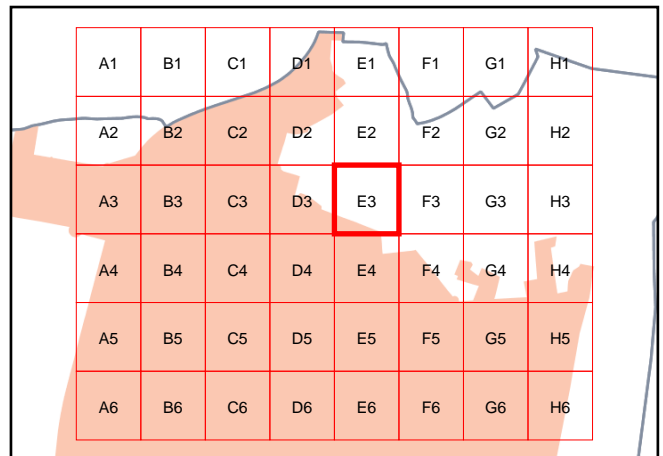 A1 B1 C1 D1 E1 F1 G1 H1
A2 B2 C2 D2 E2 F2 G2 H2
A3 B3 C3 D3 E3 F3 G3 H3
A4 B4 C4 D4 E4 F4 G4 H4
A5 B5 C5 D5 E5 F5 G5 H5
A6 B6 C6 D6 E6 F6 G6 H6